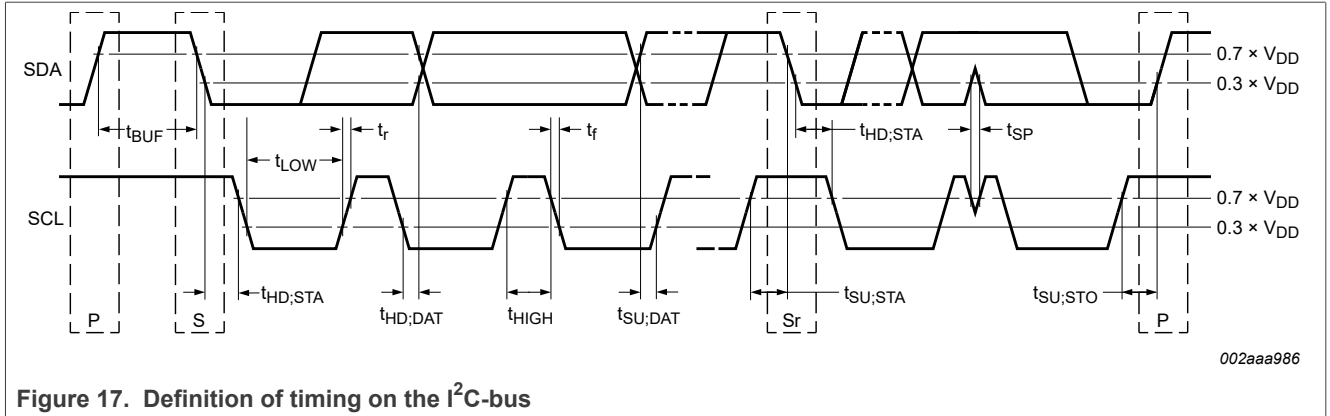 SDA
0.7 × VDD
0.3 × VDD
tBUF
tr
tf
tHD;STA
tSP
tLOW
SCL
0.7 × VDD
0.3 × VDD
tHD;STA
tHD;DAT
tHIGH
tSU;DAT
tSU;STA
tSU;STO
P
S
Sr
P
002aaa986
Figure 17. Definition of timing on the I²C-bus